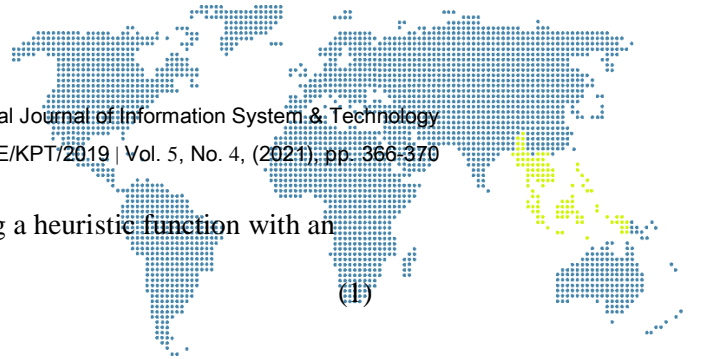 al Journal of Information System & Technology
E/KPT/2019 | Vol. 5, No. 4, (2021), pp. 366-370
g a heuristic function with an
(1)